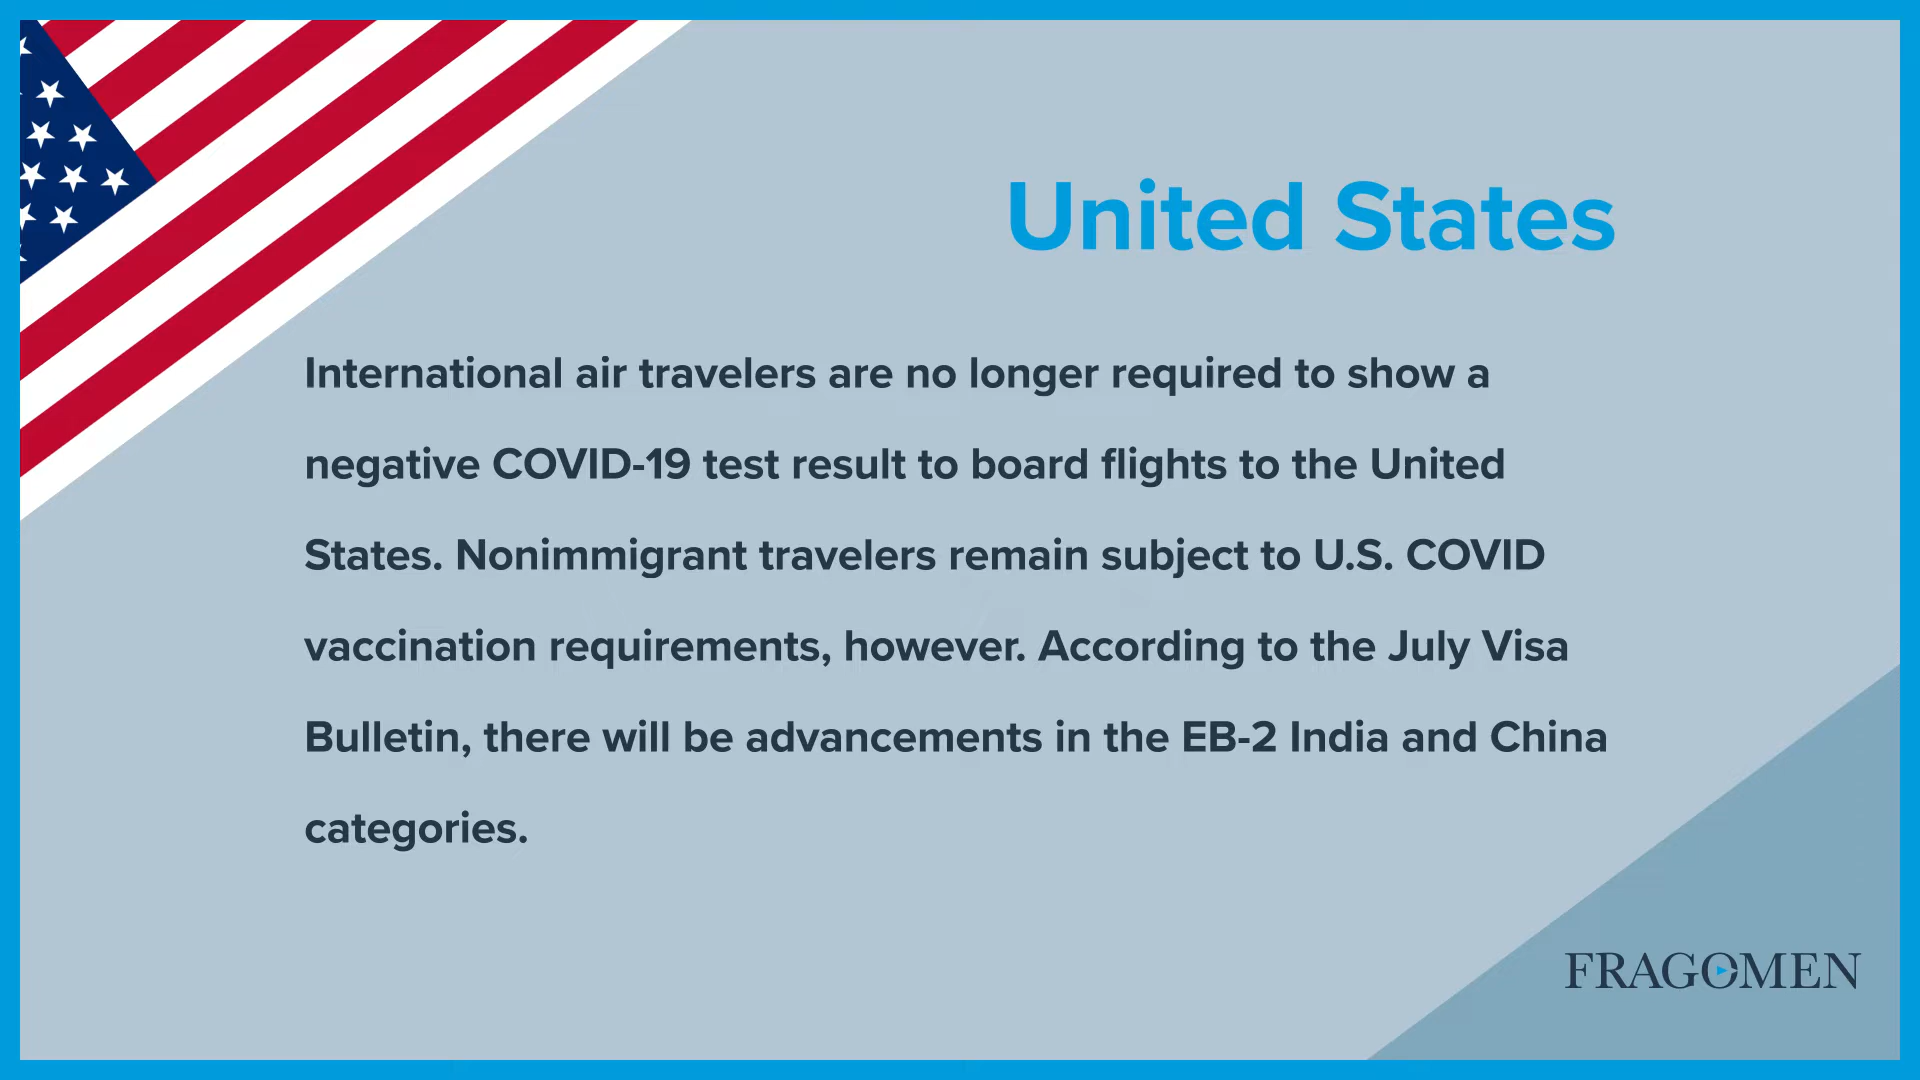 United States
International air travelers are no longer required to show a
negative COVID-19 test result to board flights to the United
States. Nonimmigrant travelers remain subject to U.S. COVID
vaccination requirements, however. According to the July Visa
Bulletin, there will be advancements in the EB-2 India and China
categories.
FRAGOMEN